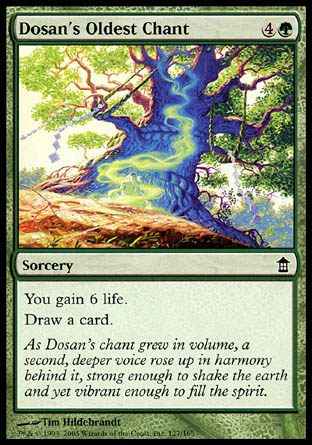 Dosan's Oldest Chant 4
Sorcery
You gain 6 life.
Draw a card.
As Dosan's chant grew in volume, a
second, deeper voice rose up in harmony
behind it, strong enough to shake the earth
and yet vibrant enough to fill the spirit.
Tim Hildebrandt
™ & © 1993–2005 Wizards of the Coast, Inc. 127/165